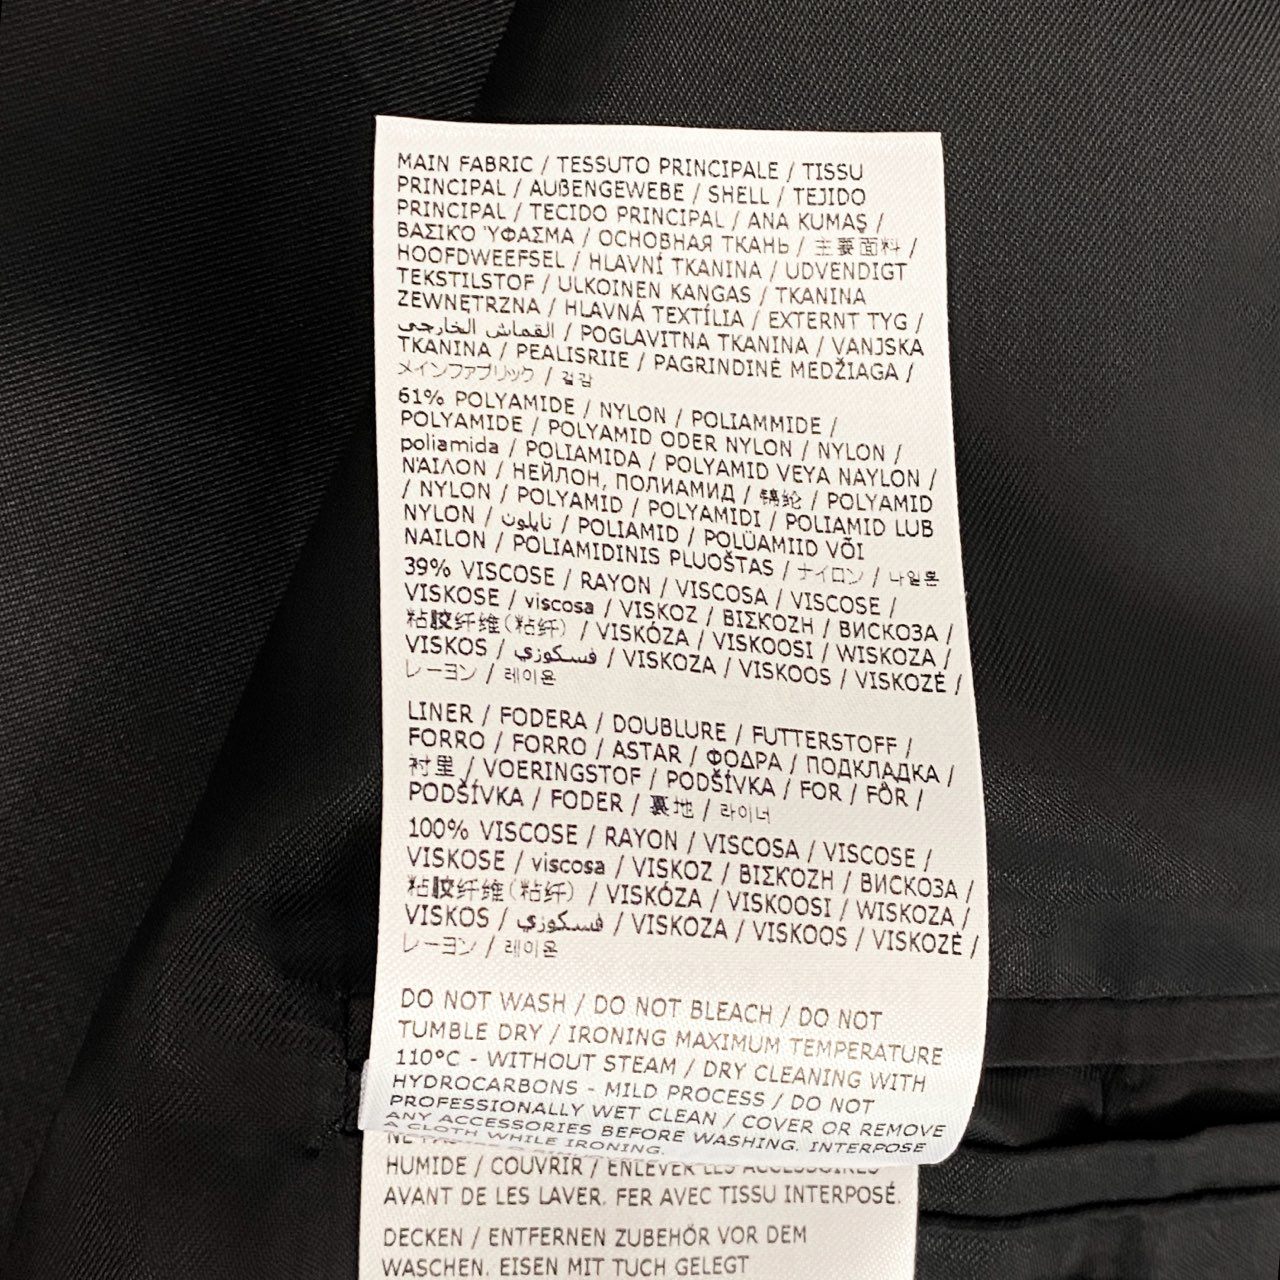 MAIN FABRIC / TESSUTO PRINCIPALE / TISSU
PRINCIPAL / AUßENGEWEBE / SHELL / TEJIDO
PRINCIPAL / TECIDO PRINCIPAL / ANA KUMAŞ /
ΒΑΣΙΚΌ ΎΦΑΣΜΑ / ОСНОВНАЯ ТКАНЬ / 主要面料 /
HOOFDWEEFSEL / HLAVNÍ TKANINA / UDVENDIGT
TEKSTILSTOF / ULKOINEN KANGAS / TKANINA
ZEWNĘTRZNA / HLAVNÁ TEXTÍLIA / EXTERNT TYG /
القماش الخارجي / POGLAVITNA TKANINA / VANJSKA
TKANINA / PEALISRIIE / PAGRINDINĖ MEDŽIAGA /
メインファブリック / 겉감
61% POLYAMIDE / NYLON / POLIAMMIDE /
POLYAMIDE / POLYAMID ODER NYLON / NYLON /
poliamida / POLIAMIDA / POLYAMID VEYA NAYLON /
ΝΆΙΛΟΝ / НЕЙЛОН, ПОЛИАМИД / 锦纶 / POLYAMID
/ NYLON / POLYAMID / POLYAMIDI / POLIAMID LUB
NYLON / نايلون / POLIAMID / POLÜAMIID VÕI
NAILON / POLIAMIDINIS PLUOŠTAS / ナイロン / 나일론
39% VISCOSE / RAYON / VISCOSA / VISCOSE /
VISKOSE / viscosa / VISKOZ / ΒΙΣΚΌΖΗ / ВИСКОЗА /
粘胶纤维(粘纤) / VISKÓZA / VISKOOSI / WISKOZA /
VISKOS / فسكوزي / VISKOZA / VISKOOS / VISKOZĖ /
レーヨン / 레이온
LINER / FODERA / DOUBLURE / FUTTERSTOFF /
FORRO / FORRO / ASTAR / ΦΟΔΡΑ / ПОДКЛАДКА /
衬里 / VOERINGSTOF / PODŠÍVKA / FOR / FÔR /
PODŠÍVKA / FODER / 裏地 / 라이너
100% VISCOSE / RAYON / VISCOSA / VISCOSE /
VISKOSE / viscosa / VISKOZ / ΒΙΣΚΌΖΗ / ВИСКОЗА /
粘胶纤维(粘纤) / VISKÓZA / VISKOOSI / WISKOZA /
VISKOS / فسكوزي / VISKOZA / VISKOOS / VISKOZĖ /
レーヨン / 레이온
DO NOT WASH / DO NOT BLEACH / DO NOT
TUMBLE DRY / IRONING MAXIMUM TEMPERATURE
110°C - WITHOUT STEAM / DRY CLEANING WITH
HYDROCARBONS - MILD PROCESS / DO NOT
PROFESSIONALLY WET CLEAN / COVER OR REMOVE
ANY ACCESSORIES BEFORE WASHING. INTERPOSE
A CLOTH WHILE IRONING.
NE
HUMIDE / COUVRIR / ENLEVER LES ACCESSOIRES
AVANT DE LES LAVER. FER AVEC TISSU INTERPOSÉ.
DECKEN / ENTFERNEN ZUBEHÖR VOR DEM
WASCHEN. EISEN MIT TUCH GELEGT